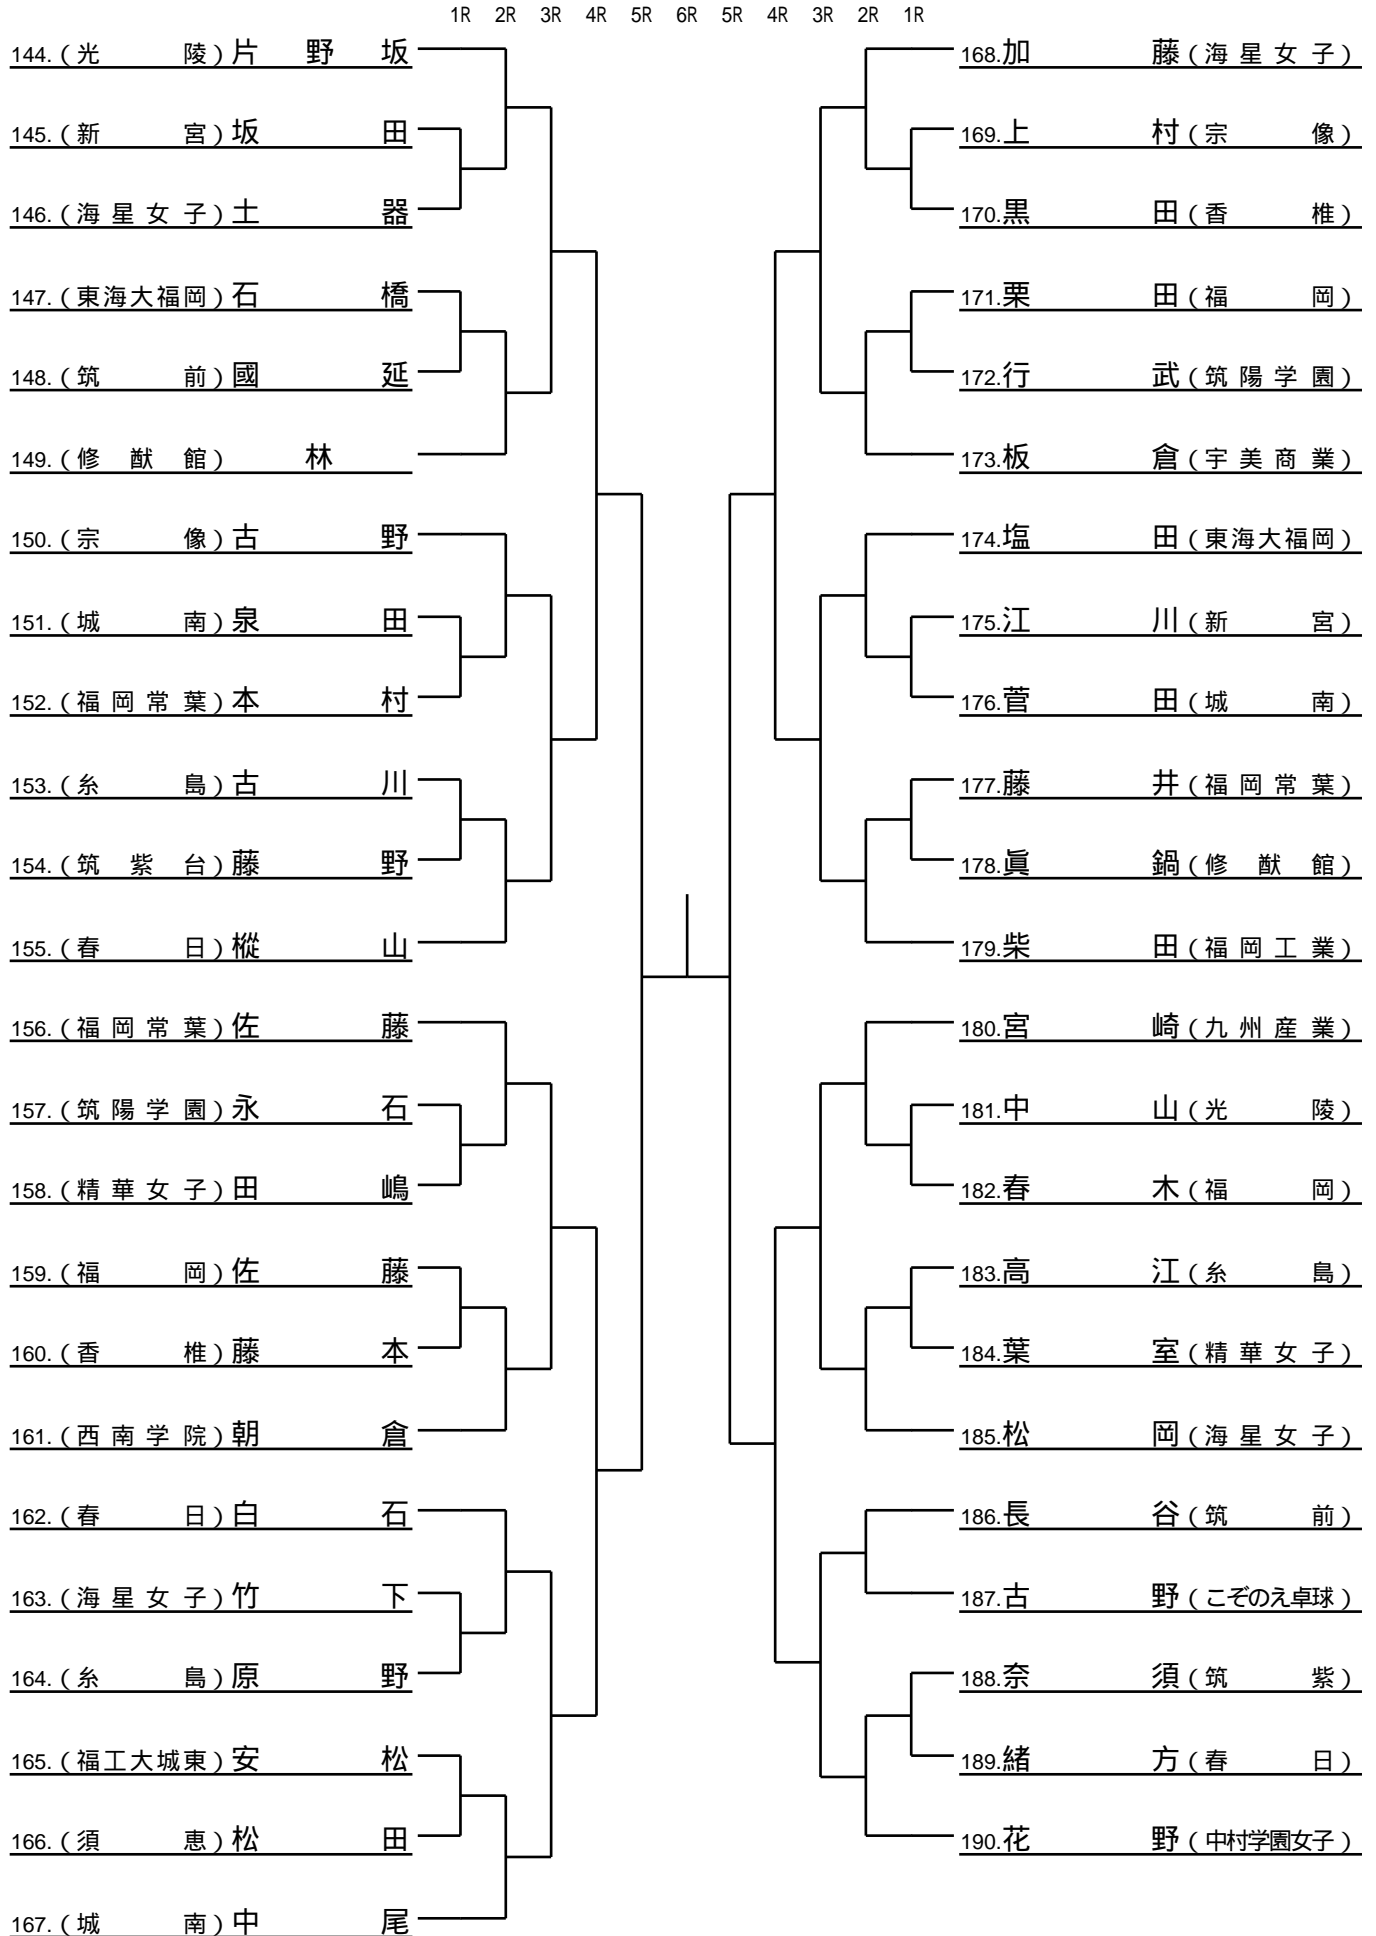 1R 2R 3R 4R 5R 6R 5R 4R 3R 2R 1R
144.(光陵)片野坂
145.(新宮)坂田
146.(海星女子)土器
147.(東海大福岡)石橋
148.(筑前)國延
149.(修猷館)林
150.(宗像)古野
151.(城南)泉田
152.(福岡常葉)本村
153.(糸島)古川
154.(筑紫台)藤野
155.(春日)樅山
156.(福岡常葉)佐藤
157.(筑陽学園)永石
158.(精華女子)田嶋
159.(福岡)佐藤
160.(香椎)藤本
161.(西南学院)朝倉
162.(春日)白石
163.(海星女子)竹下
164.(糸島)原野
165.(福工大城東)安松
166.(須恵)松田
167.(城南)中尾
168.加藤(海星女子)
169.上村(宗像)
170.黒田(香椎)
171.栗田(福岡)
172.行武(筑陽学園)
173.板倉(宇美商業)
174.塩田(東海大福岡)
175.江川(新宮)
176.菅田(城南)
177.藤井(福岡常葉)
178.眞鍋(修猷館)
179.柴田(福岡工業)
180.宮崎(九州産業)
181.中山(光陵)
182.春木(福岡)
183.高江(糸島)
184.葉室(精華女子)
185.松岡(海星女子)
186.長谷(筑前)
187.古野(こぞのえ卓球)
188.奈須(筑紫)
189.緒方(春日)
190.花野(中村学園女子)